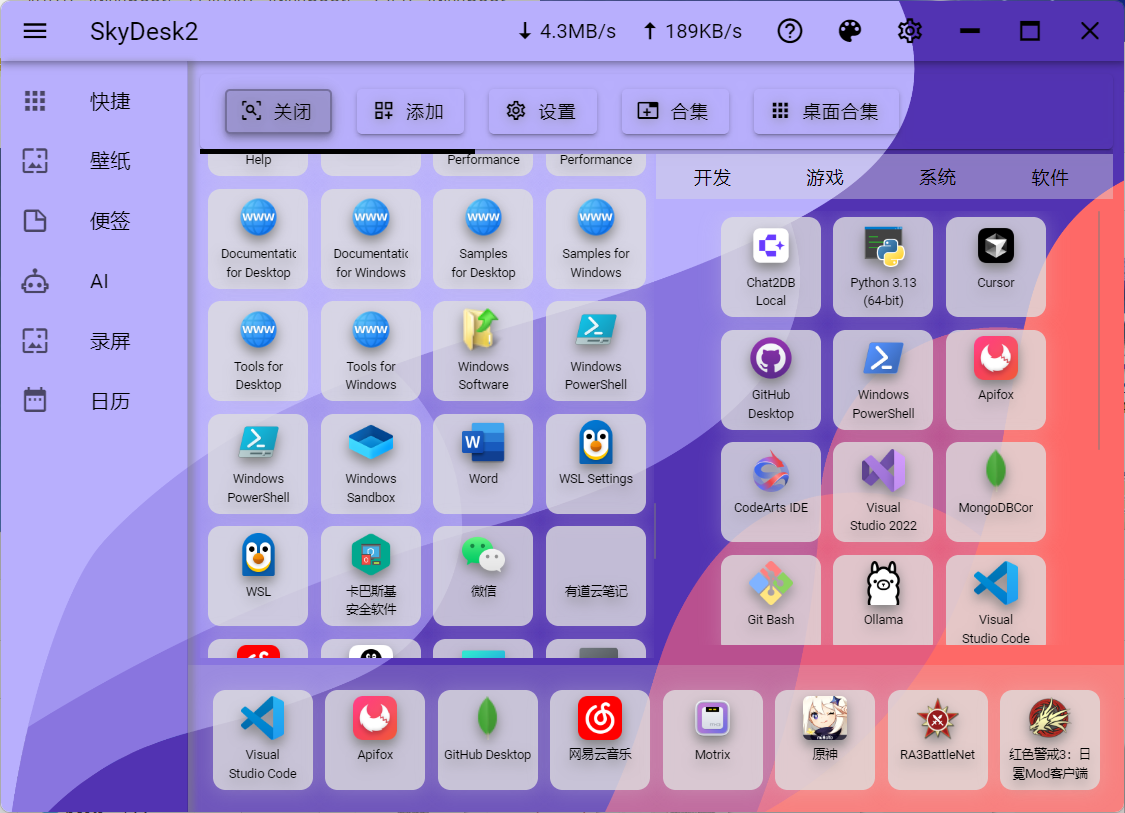 SkyDesk2
4.3MB/s
189KB/s
快捷
壁纸
便签
AI
录屏
日历
关闭
添加
设置
合集
桌面合集
Help
Performance
Performance
www
Documentatic
for Desktop
www
Documentatic
for Windows
www
Samples
for Desktop
www
Samples for
Windows
www
Tools for
Desktop
www
Tools for
Windows
Windows
Software
Windows
PowerShell
Windows
PowerShell
Windows
Sandbox
W
Word
WSL Settings
WSL
卡巴斯基
安全软件
微信
有道云笔记
开发
游戏
系统
软件
Chat2DB
Local
Python 3.13
(64-bit)
Cursor
GitHub
Desktop
Windows
PowerShell
Apifox
CodeArts IDE
Visual
Studio 2022
MongoDBCor
Git Bash
Ollama
Visual
Studio Code
Visual
Studio Code
Apifox
GitHub Desktop
网易云音乐
Motrix
原神
RA3BattleNet
红色警戒3：日
冕Mod客户端